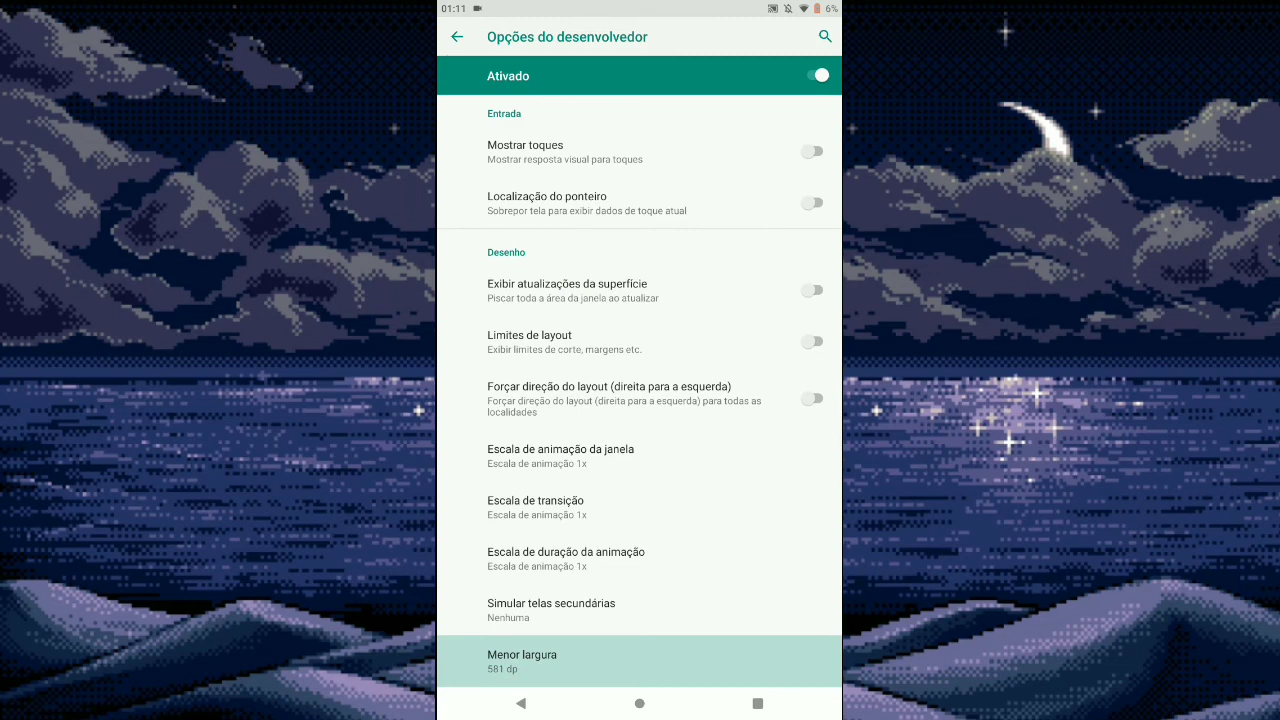 01:11
6%
Opções do desenvolvedor
Ativado
Entrada
Mostrar toques
Mostrar resposta visual para toques
Localização do ponteiro
Sobrepor tela para exibir dados de toque atual
Desenho
Exibir atualizações da superfície
Piscar toda a área da janela ao atualizar
Limites de layout
Exibir limites de corte, margens etc.
Forçar direção do layout (direita para a esquerda)
Forçar direção do layout (direita para a esquerda) para todas as
localidades
Escala de animação da janela
Escala de animação 1x
Escala de transição
Escala de animação 1x
Escala de duração da animação
Escala de animação 1x
Simular telas secundárias
Nenhuma
Menor largura
581 dp